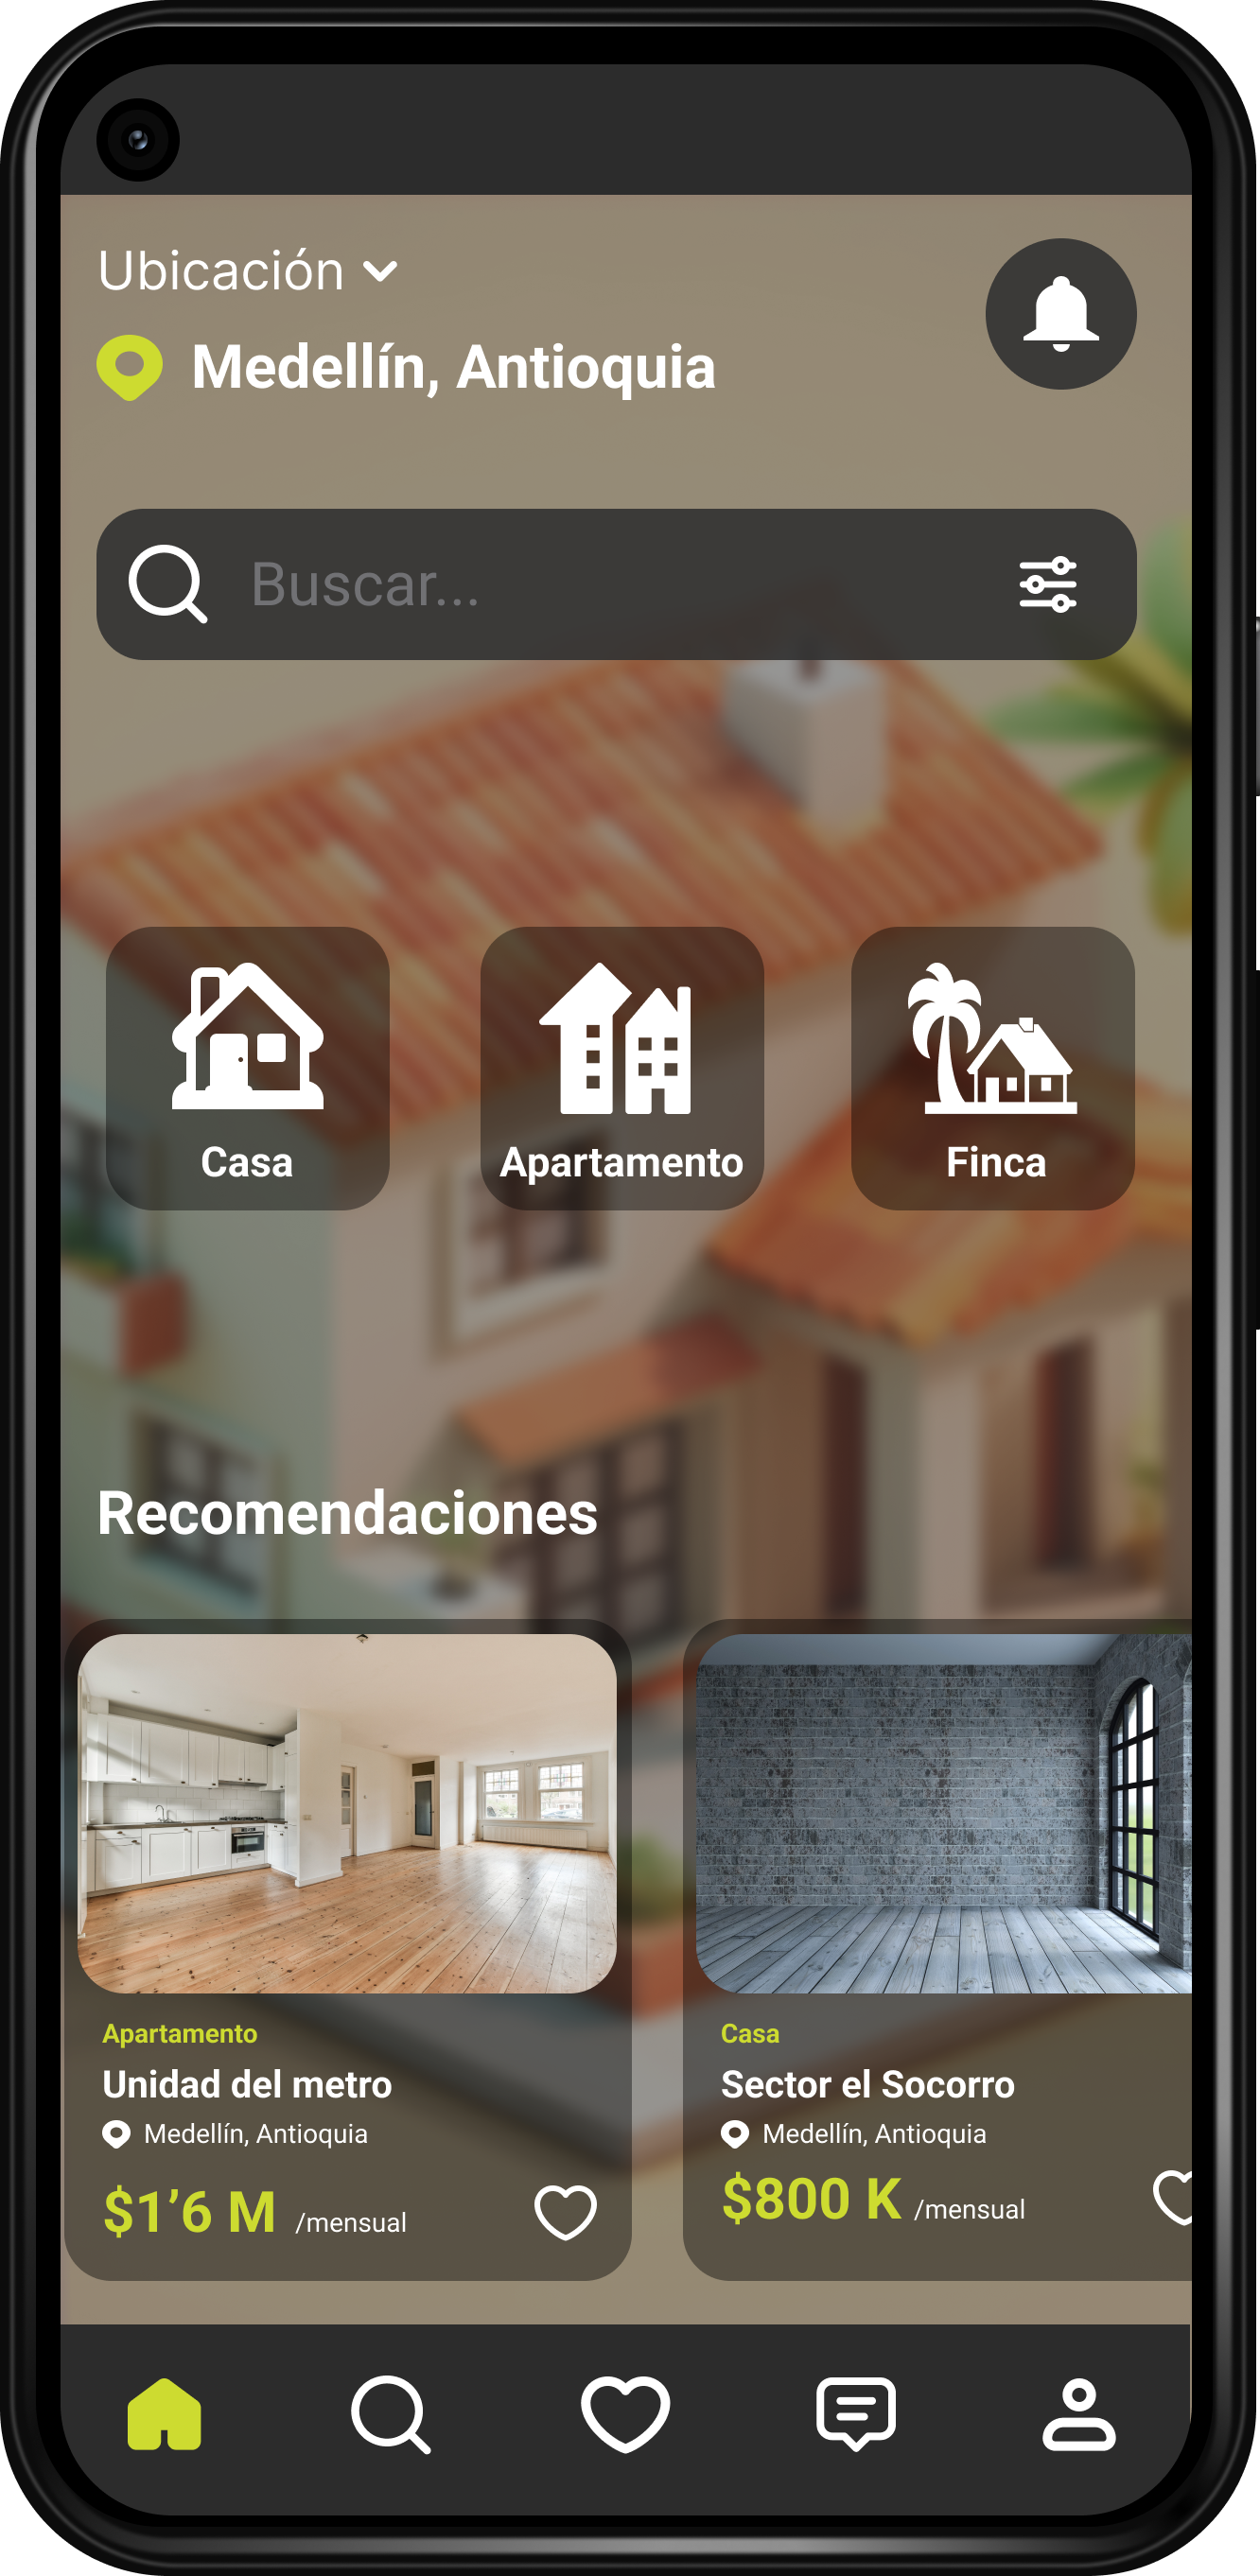 Ubicación
Medellín, Antioquia
Buscar...
Casa
Apartamento
Finca
Recomendaciones
Apartamento
Unidad del metro
Medellín, Antioquia
$1’6 M /mensual
Casa
Sector el Socorro
Medellín, Antioquia
$800 K /mensual